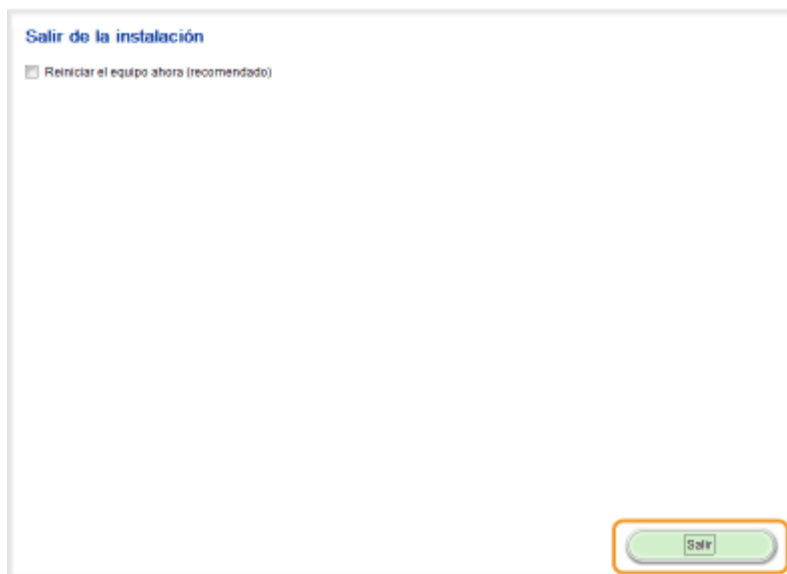 Salir de la instalación
Reiniciar el equipo ahora (recomendado)
Salir